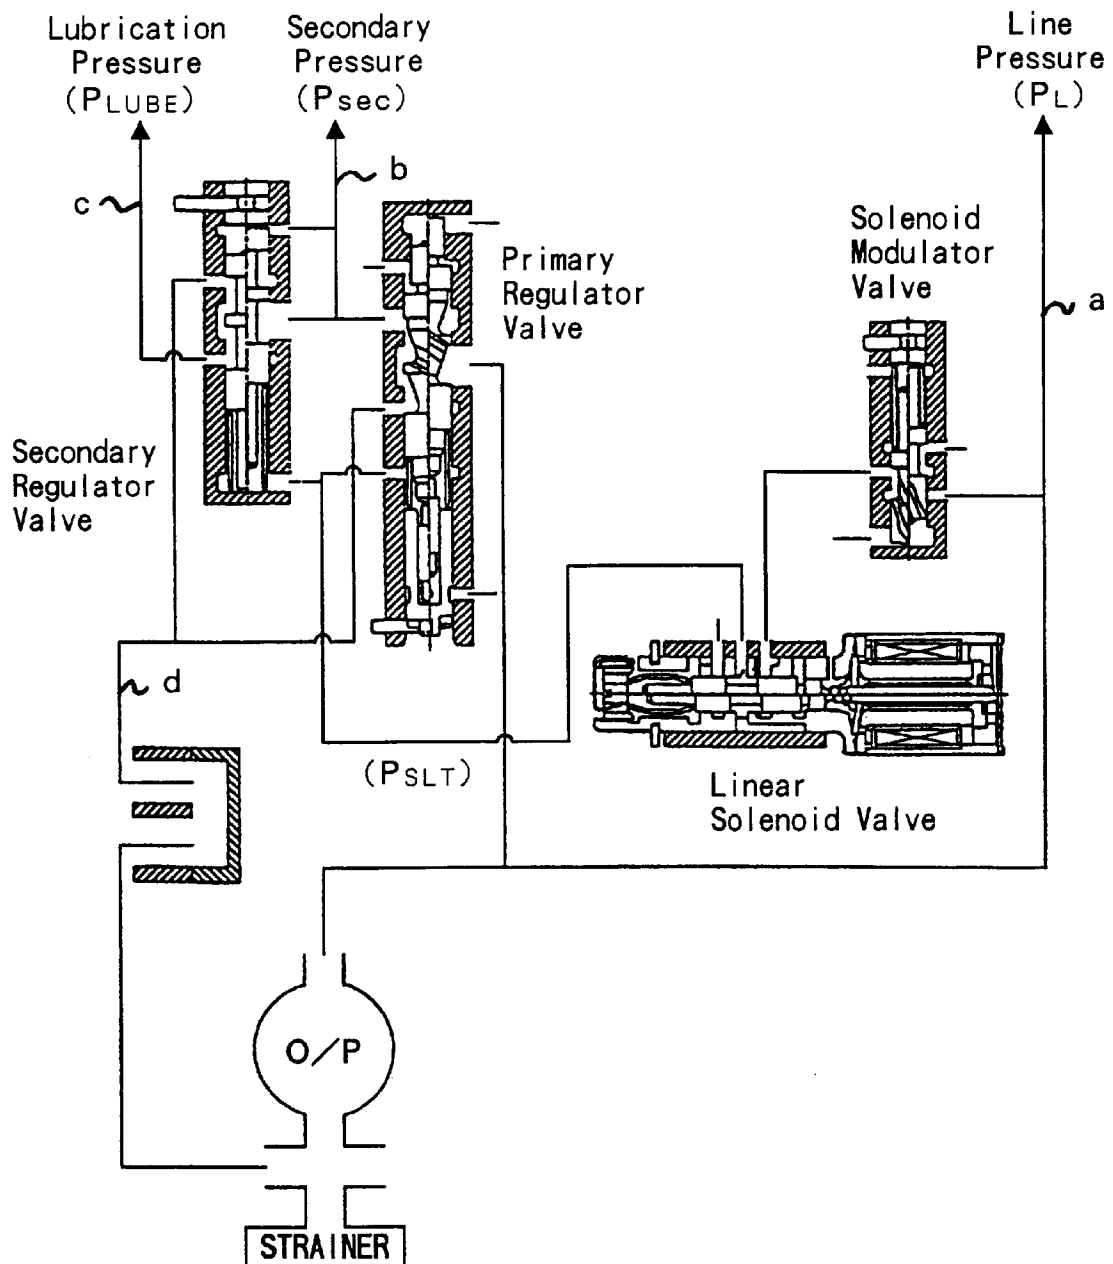 Lubrication
Pressure
(PLUBE)
Secondary
Pressure
(Psec)
Line
Pressure
(PL)
c
b
a
Primary
Regulator
Valve
Solenoid
Modulator
Valve
Secondary
Regulator
Valve
d
(PSLT)
Linear
Solenoid Valve
O/P
STRAINER